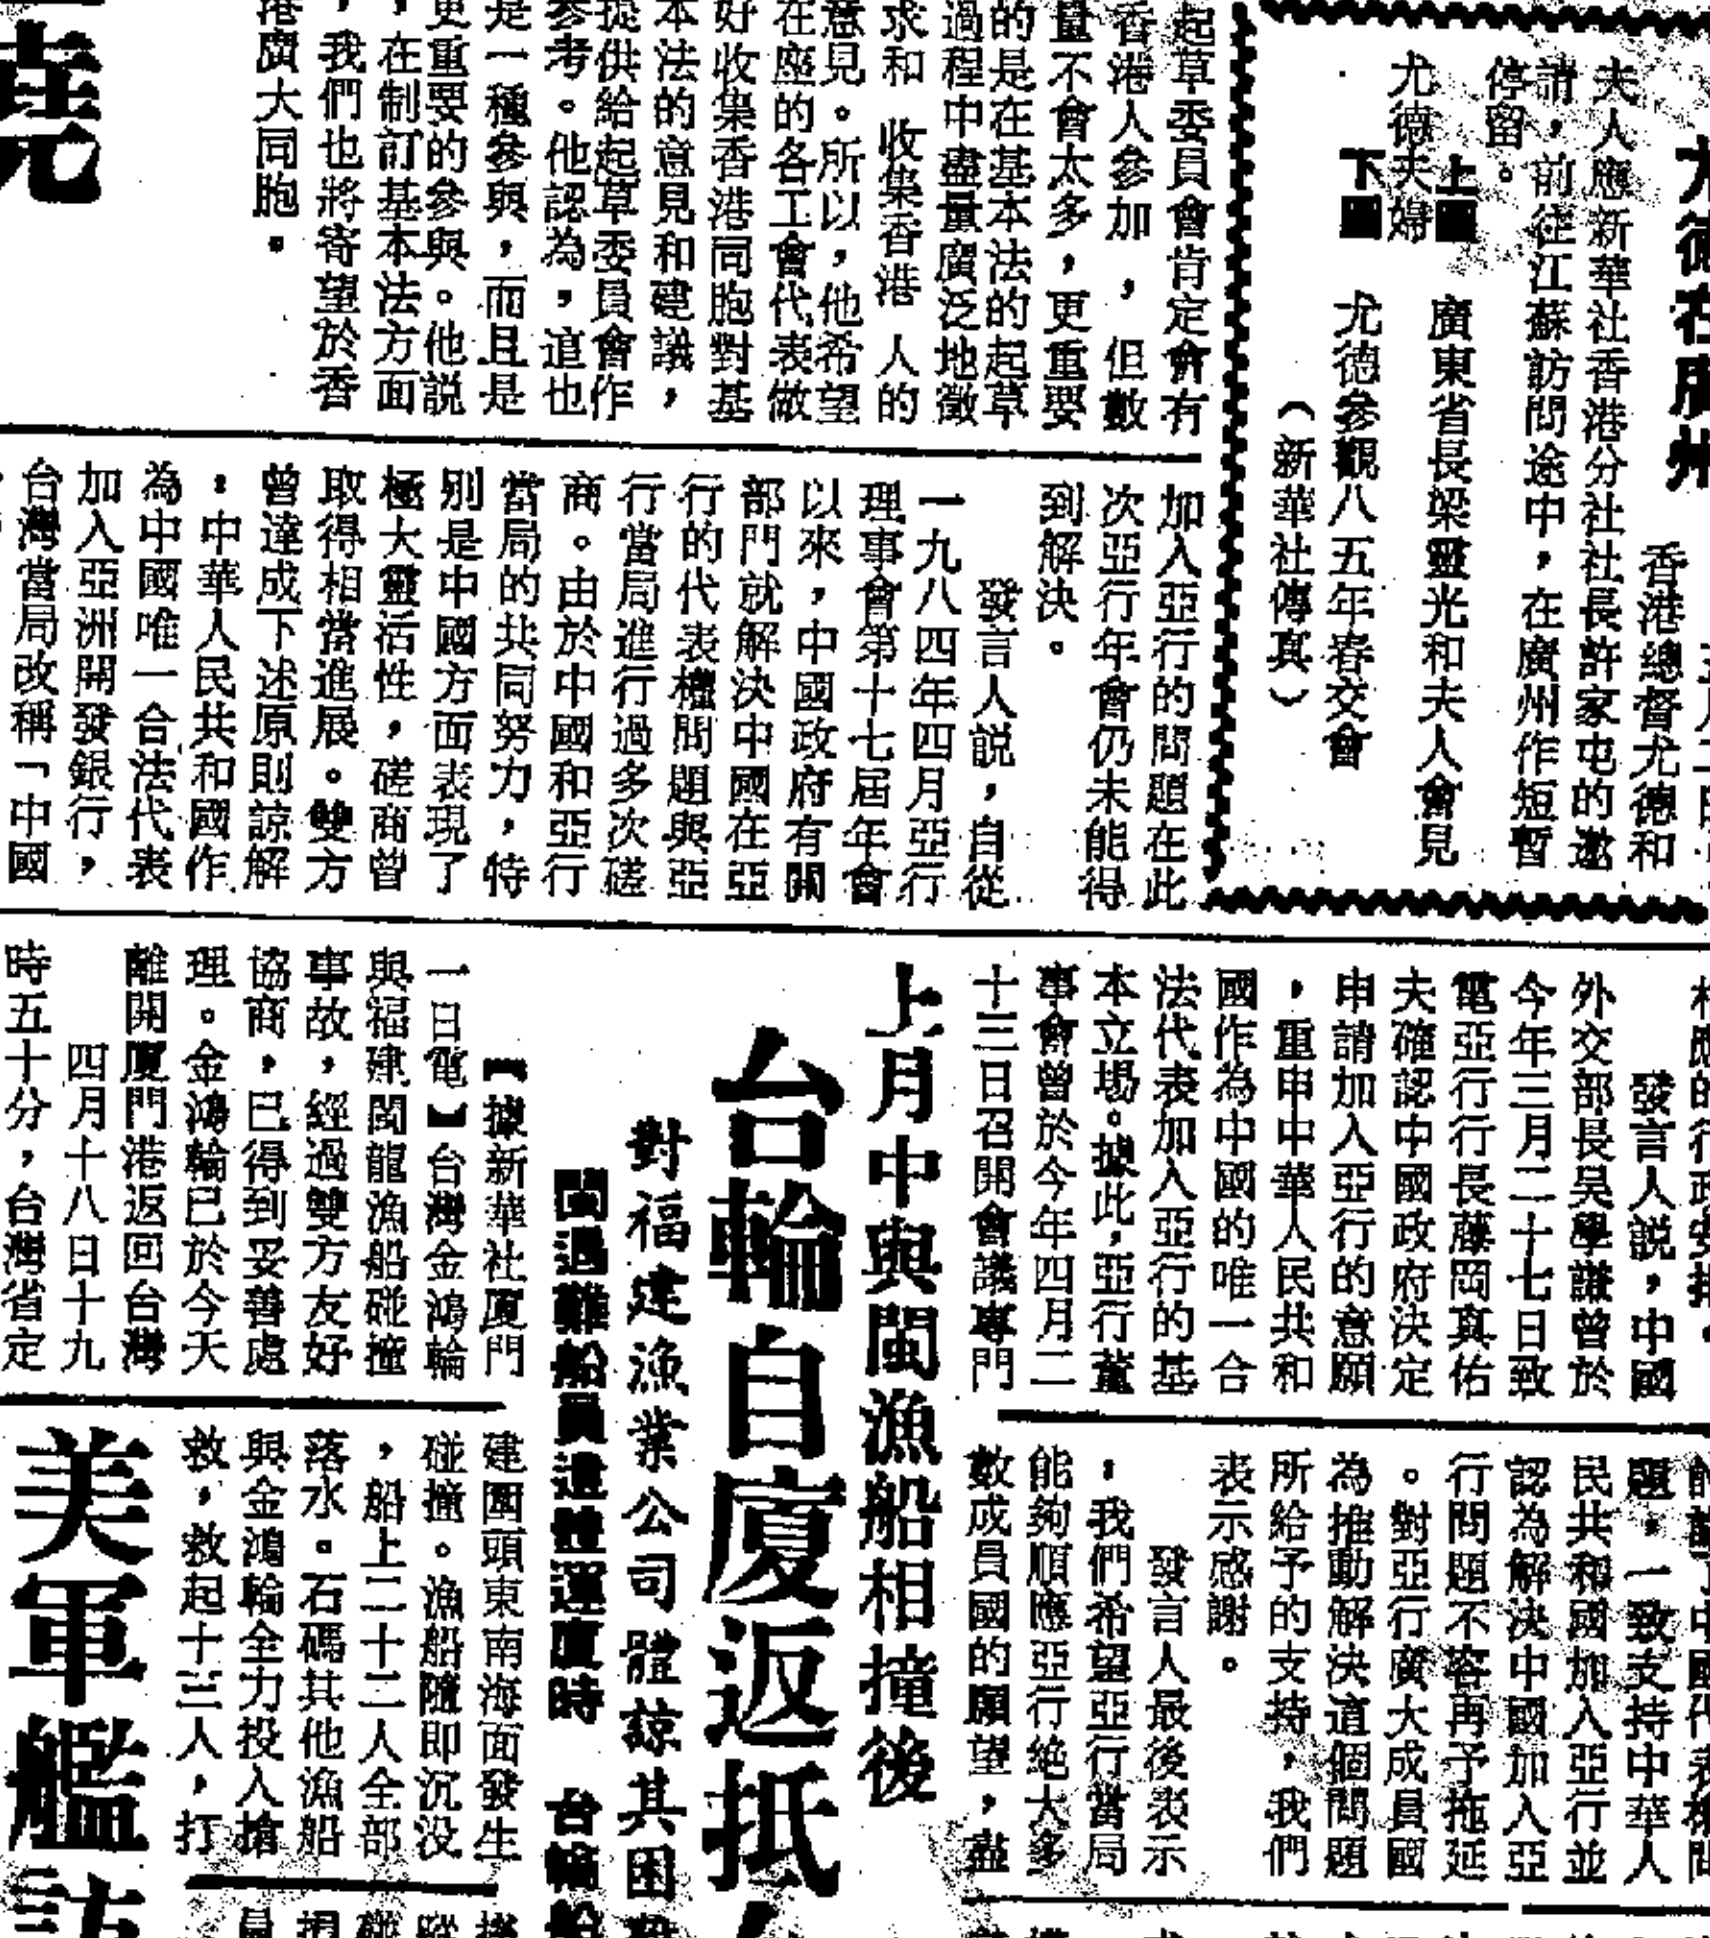 尤德在廣州
香港總督尤德和
夫人應新華社香港分社社長許家屯的邀
請，前往江蘇訪問途中，在廣州作短暫
停留。
上圖　廣東省長梁靈光和夫人會見
尤德夫婦
下圖　尤德參觀八五年春交會
（新華社傳真）
起草委員會肯定會有
香港人參加，但數
量不會太多，更重要
的是在基本法的起草
過程中盡量廣泛地徵
求和收集香港人的
意見。所以，他希望
在座的各工會代表做
好收集香港同胞對基
本法的意見和建議，
提供給起草委員會作
參考。他認為，這也
是一種參與，而且是
更重要的參與。他説
，在制訂基本法方面
，我們也將寄望於香
港廣大同胞。
加入亞行的問題在此
次亞行年會仍未能得
到解決。
發言人説，自從
一九八四年四月亞行
理事會第十七屆年會
以來，中國政府有關
部門就解決中國在亞
行的代表權問題與亞
行當局進行過多次磋
商。由於中國和亞行
當局的共同努力，特
別是中國方面表現了
極大靈活性，磋商曾
取得相當進展。雙方
曾達成下述原則諒解
：中華人民共和國作
為中國唯一合法代表
加入亞洲開發銀行，
台灣當局改稱「中國
發言人説，中國
外交部長吳學謙曾於
今年三月二十七日致
電亞行行長藤岡真佑
夫確認中國政府決定
申請加入亞行的意願
，重申中華人民共和
國作為中國的唯一合
法代表加入亞行的基
本立場。據此，亞行董
事會曾於今年四月二
十三日召開會議專門
題，一致支持中華人
民共和國加入亞行並
認為解決中國加入亞
行問題不容再予拖延
。對亞行廣大成員國
為推動解決這個問題
所給予的支持，我們
表示感謝。
發言人最後表示
，我們希望亞行當局
能夠順應亞行絕大多
數成員國的願望，盡
上月中與閩漁船相撞後
台輪自廈返抵
對福建漁業公司體諒其困
閩遇難船員遺體運廈時　台輪船
【據新華社廈門
一日電】台灣金鴻輪
與福建閩龍漁船碰撞
事故，經過雙方友好
協商，已得到妥善處
理。金鴻輪已於今天
離開廈門港返回台灣
四月十八日十九
時五十分，台灣省定
建圍頭東南海面發生
碰撞。漁船隨即沉没
，船上二十二人全部
落水。石碼其他漁船
與金鴻輪全力投入搶
救，救起十三人，打
美軍艦訪